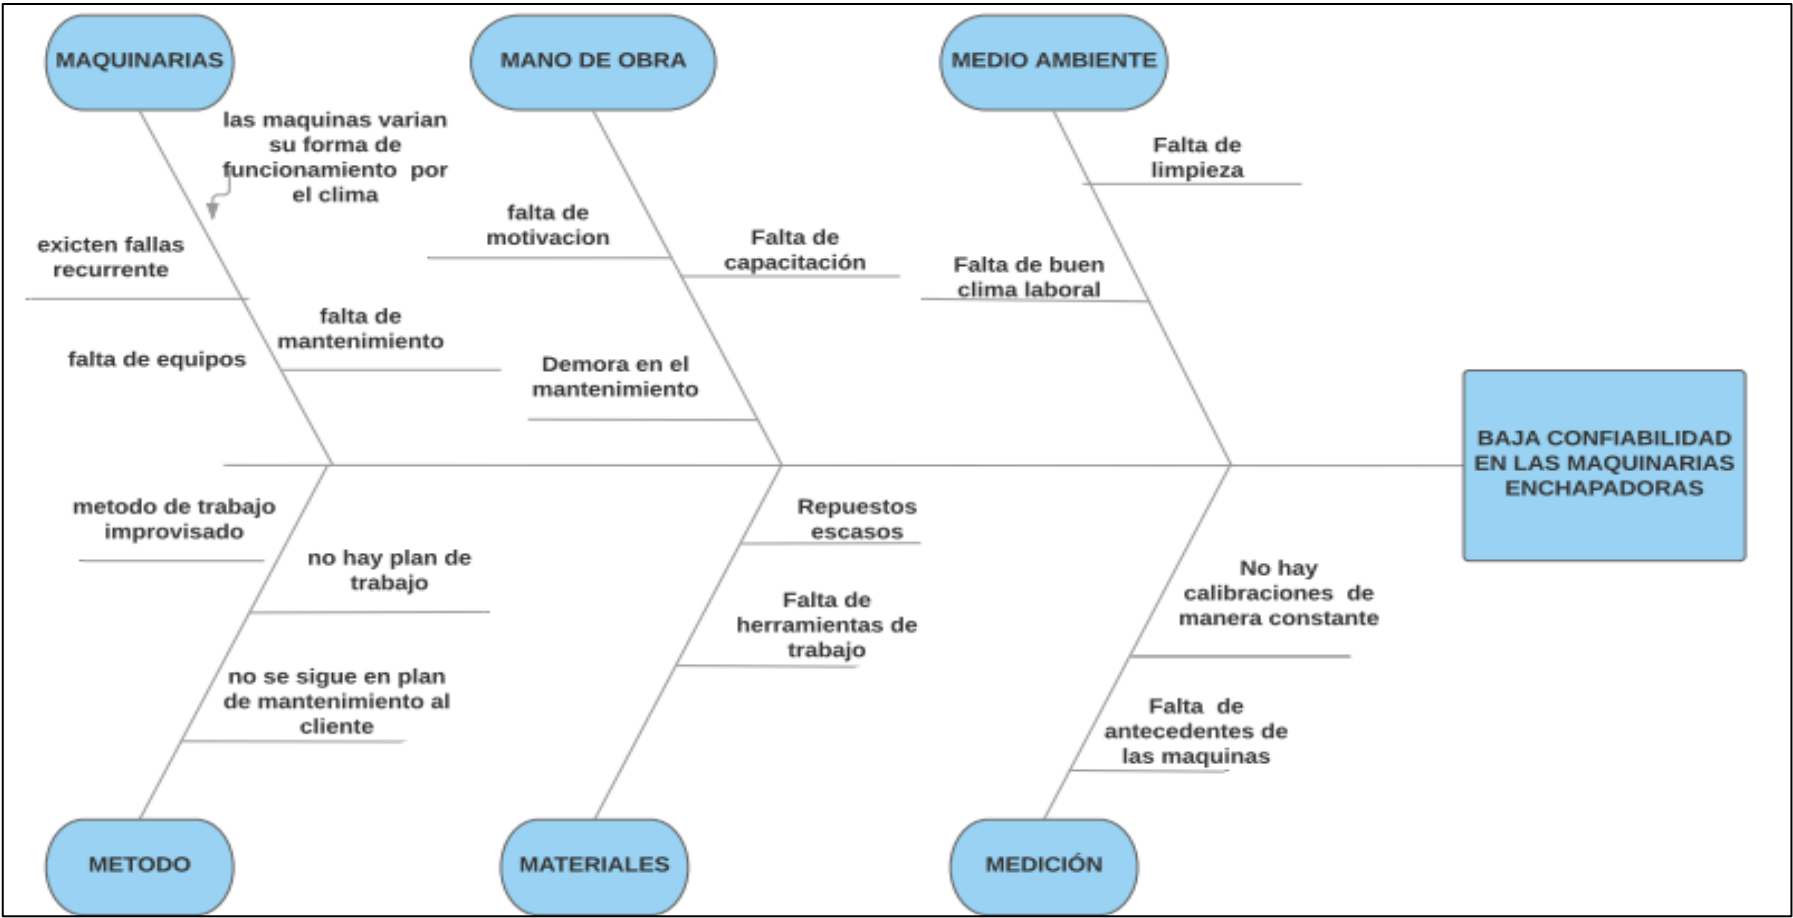 MAQUINARIAS
MANO DE OBRA
MEDIO AMBIENTE
las maquinas varian
su forma de
funcionamiento por
el clima
exicten fallas
recurrente
falta de equipos
falta de
mantenimiento
falta de
motivacion
Falta de
capacitación
Demora en el
mantenimiento
Falta de
limpieza
Falta de buen
clima laboral
BAJA CONFIABILIDAD
EN LAS MAQUINARIAS
ENCHAPADORAS
metodo de trabajo
improvisado
no hay plan de
trabajo
no se sigue en plan
de mantenimiento al
cliente
Repuestos
escasos
Falta de
herramientas de
trabajo
No hay
calibraciones de
manera constante
Falta de
antecedentes de
las maquinas
METODO
MATERIALES
MEDICIÓN